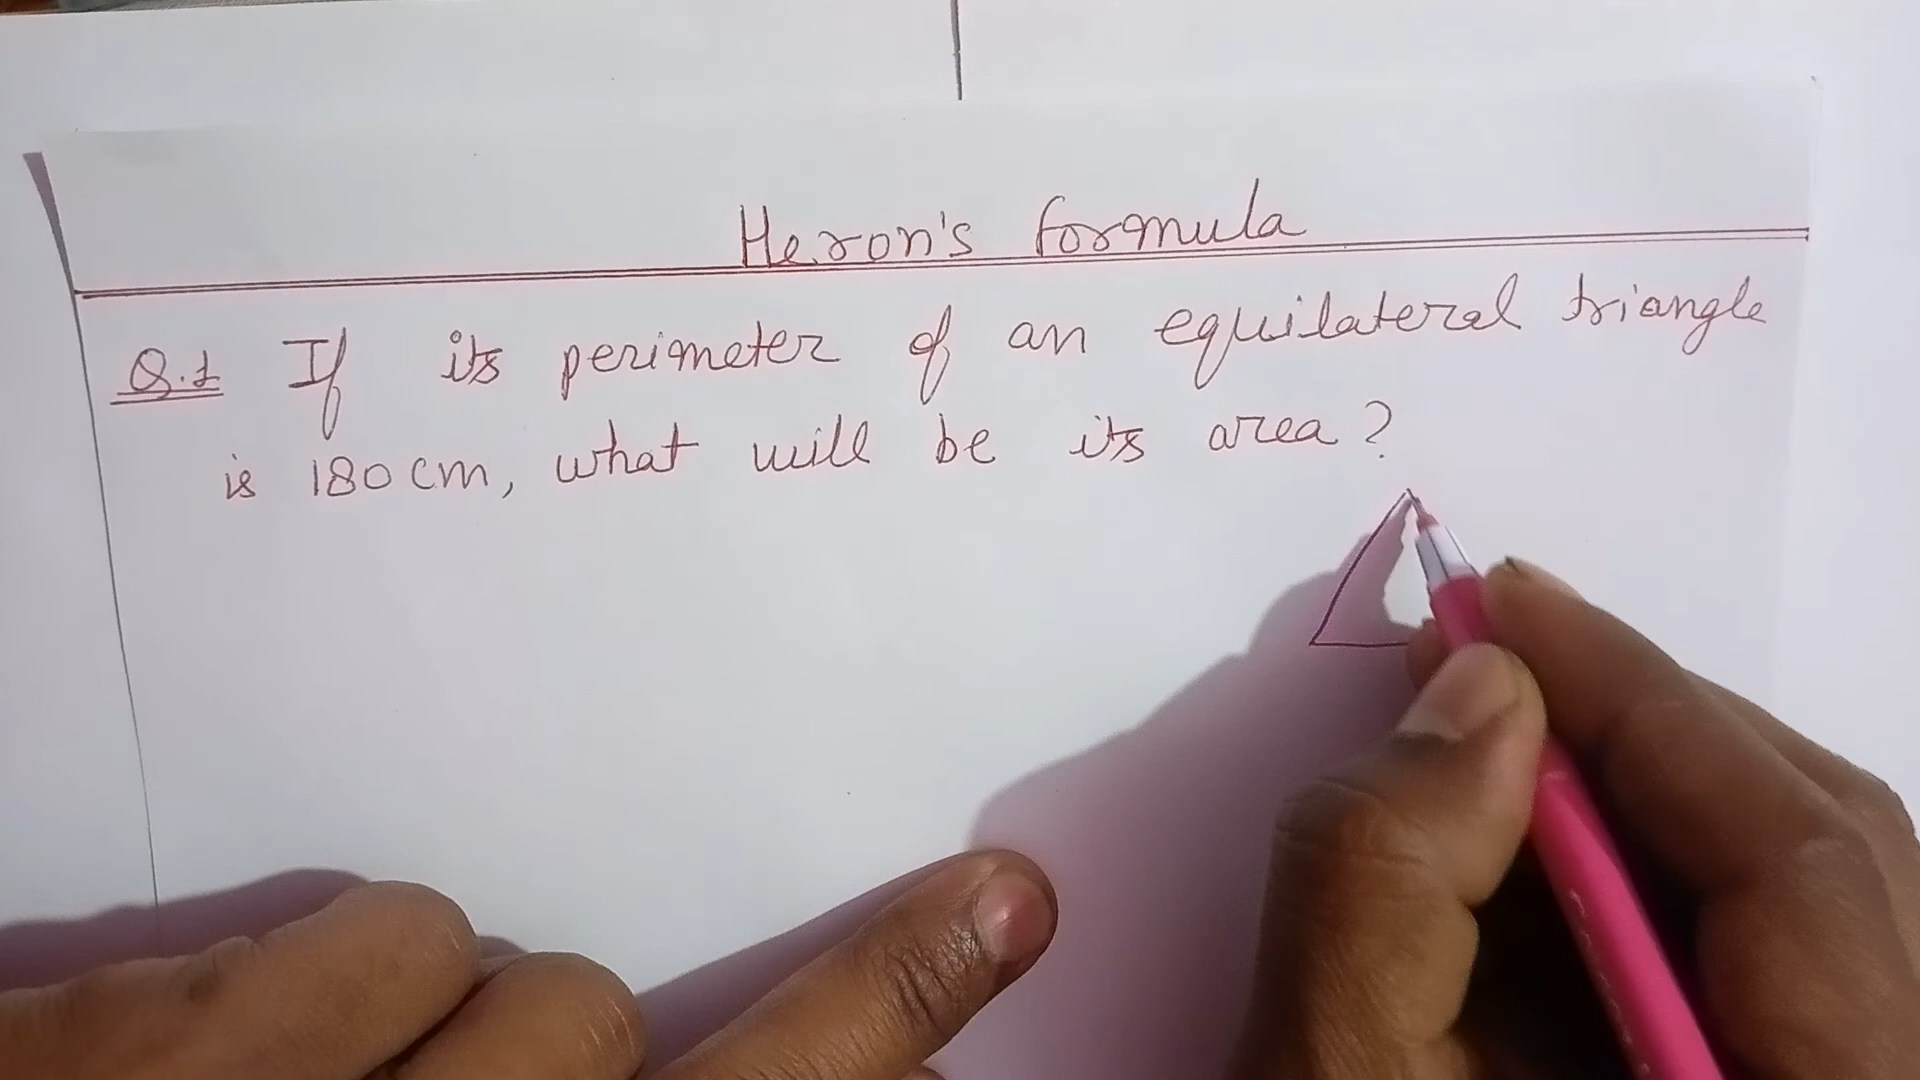 Heron's formula
Q.1 If its perimeter of an equilateral triangle
is 180 cm, what will be its area?